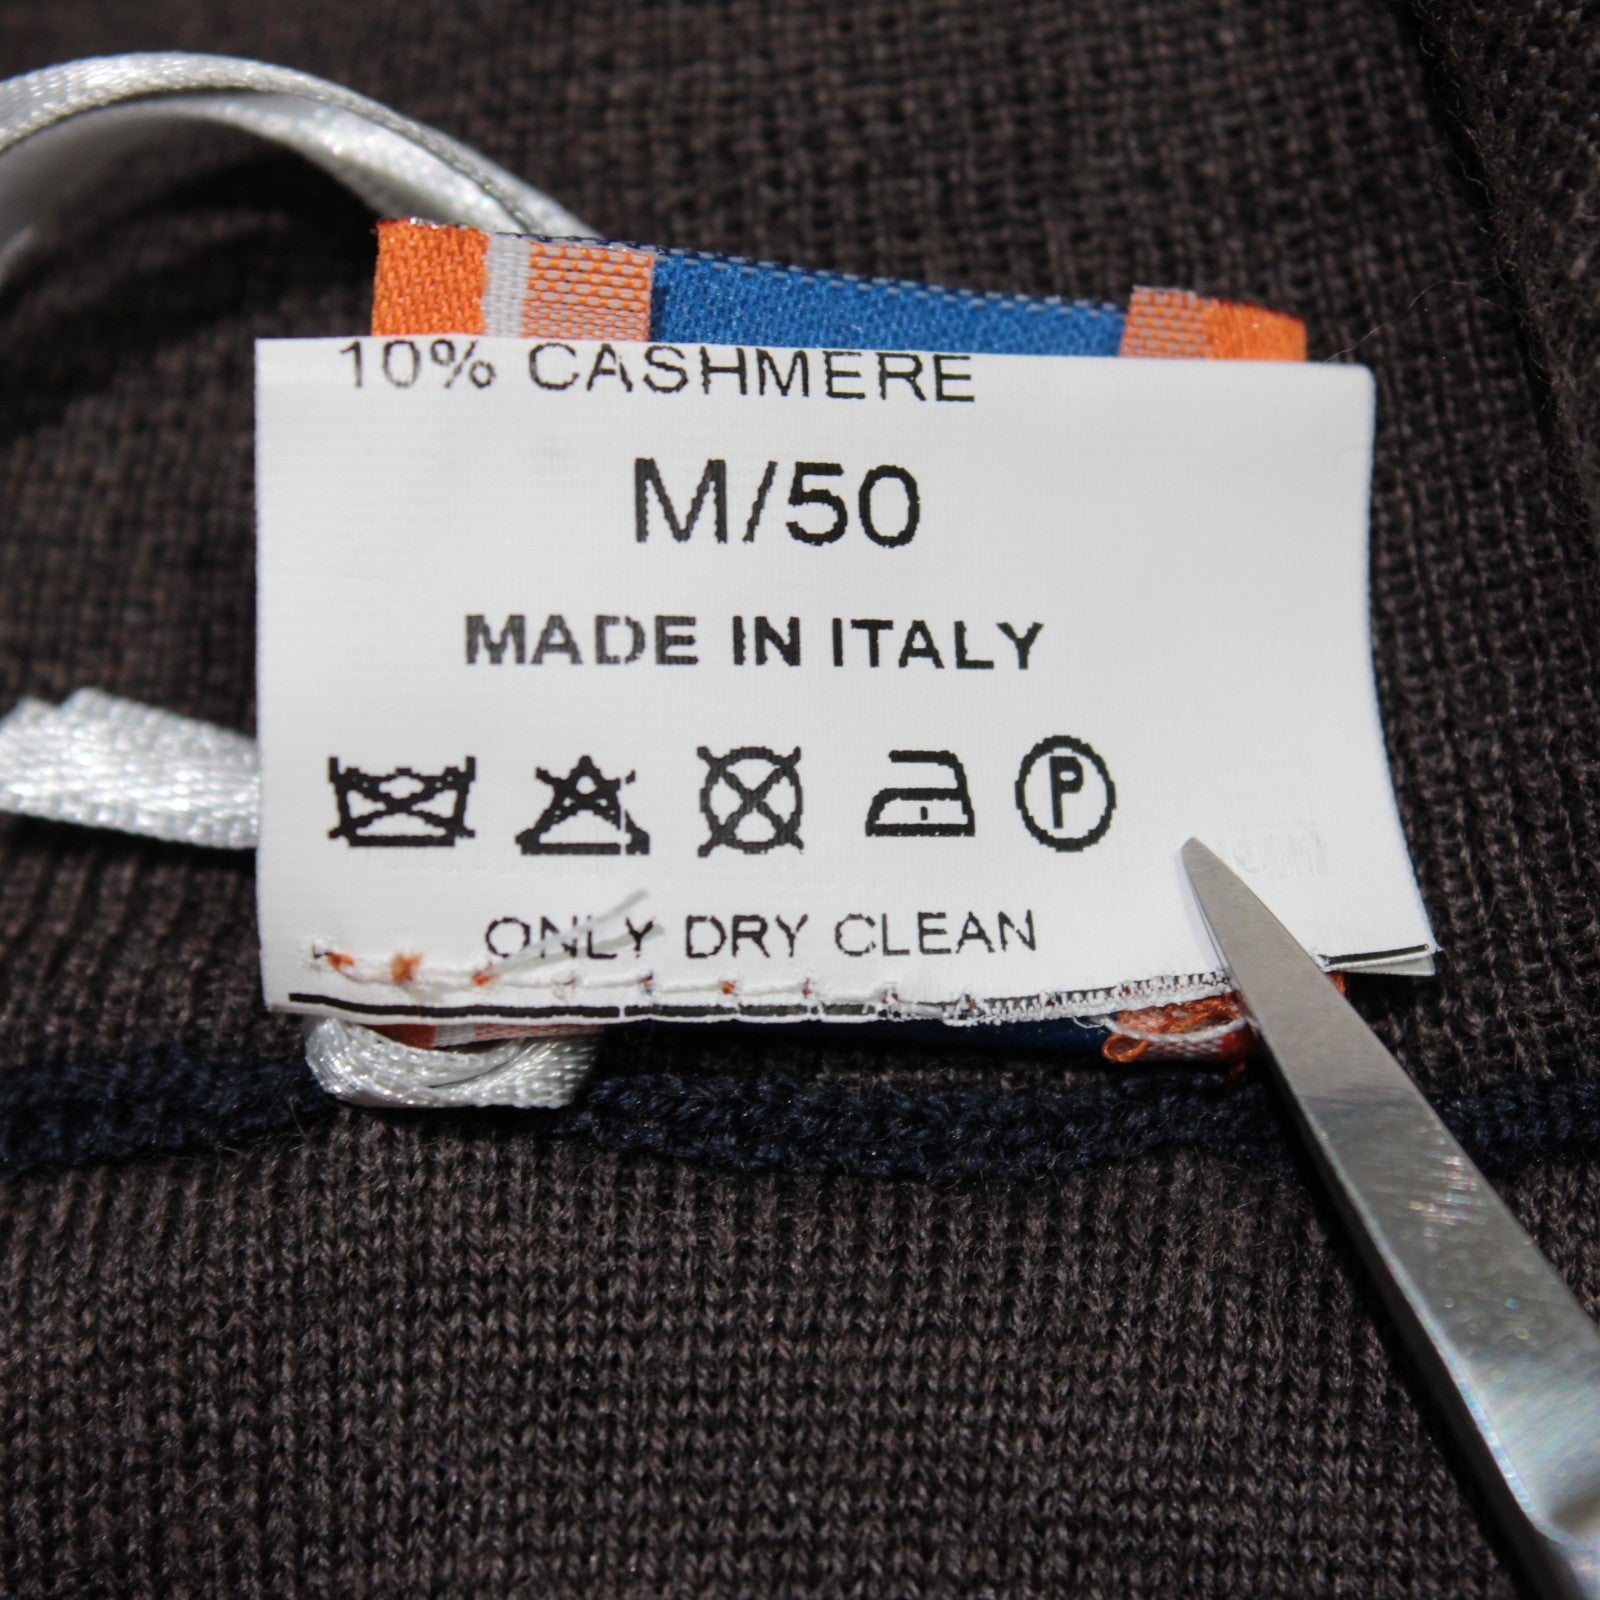 10% CASHMERE
M/50
MADE IN ITALY
P
ONLY DRY CLEAN